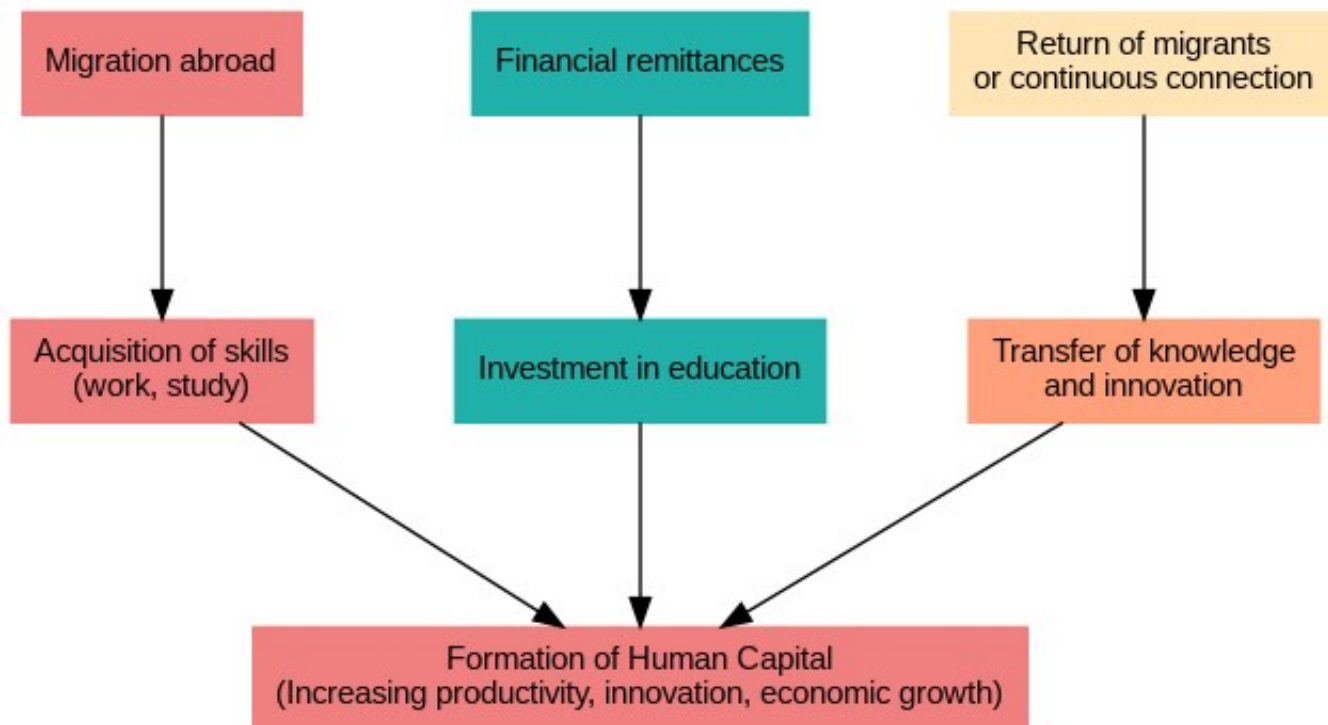 Migration abroad
Financial remittances
Return of migrants
or continuous connection
Acquisition of skills
(work, study)
Investment in education
Transfer of knowledge
and innovation
Formation of Human Capital
(Increasing productivity, innovation, economic growth)